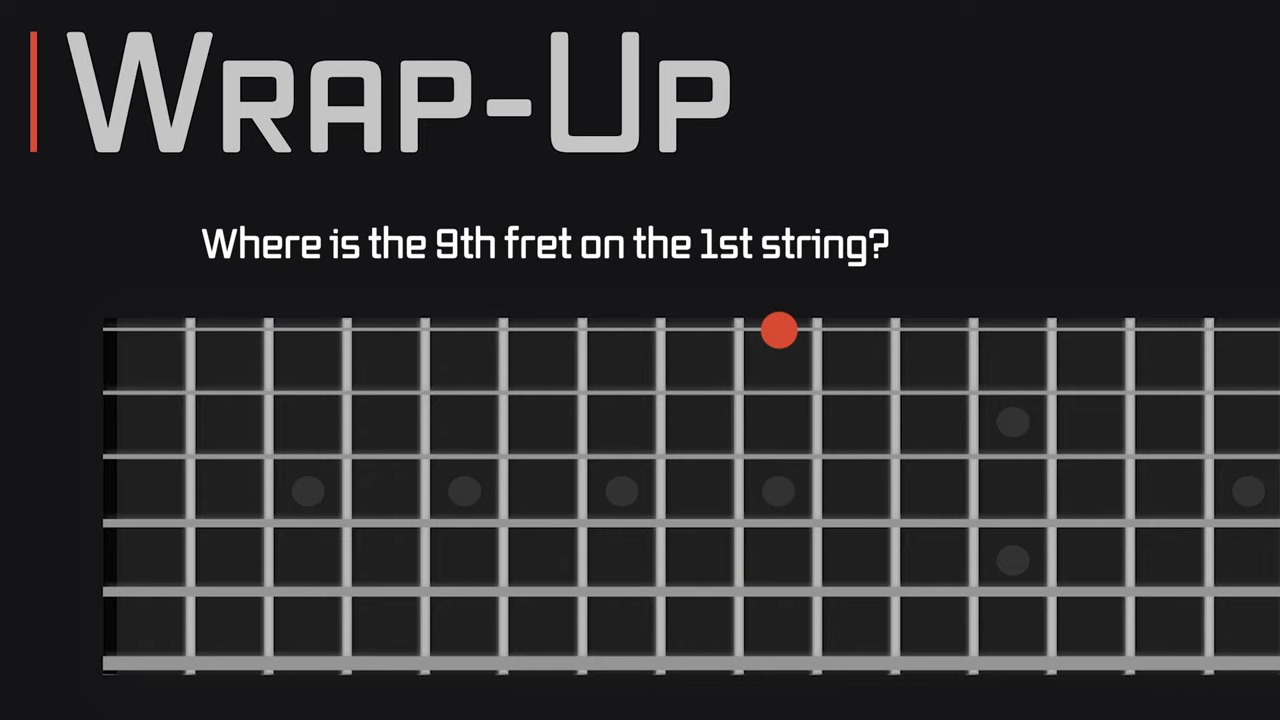 Wrap-Up
Where is the 9th fret on the 1st string?